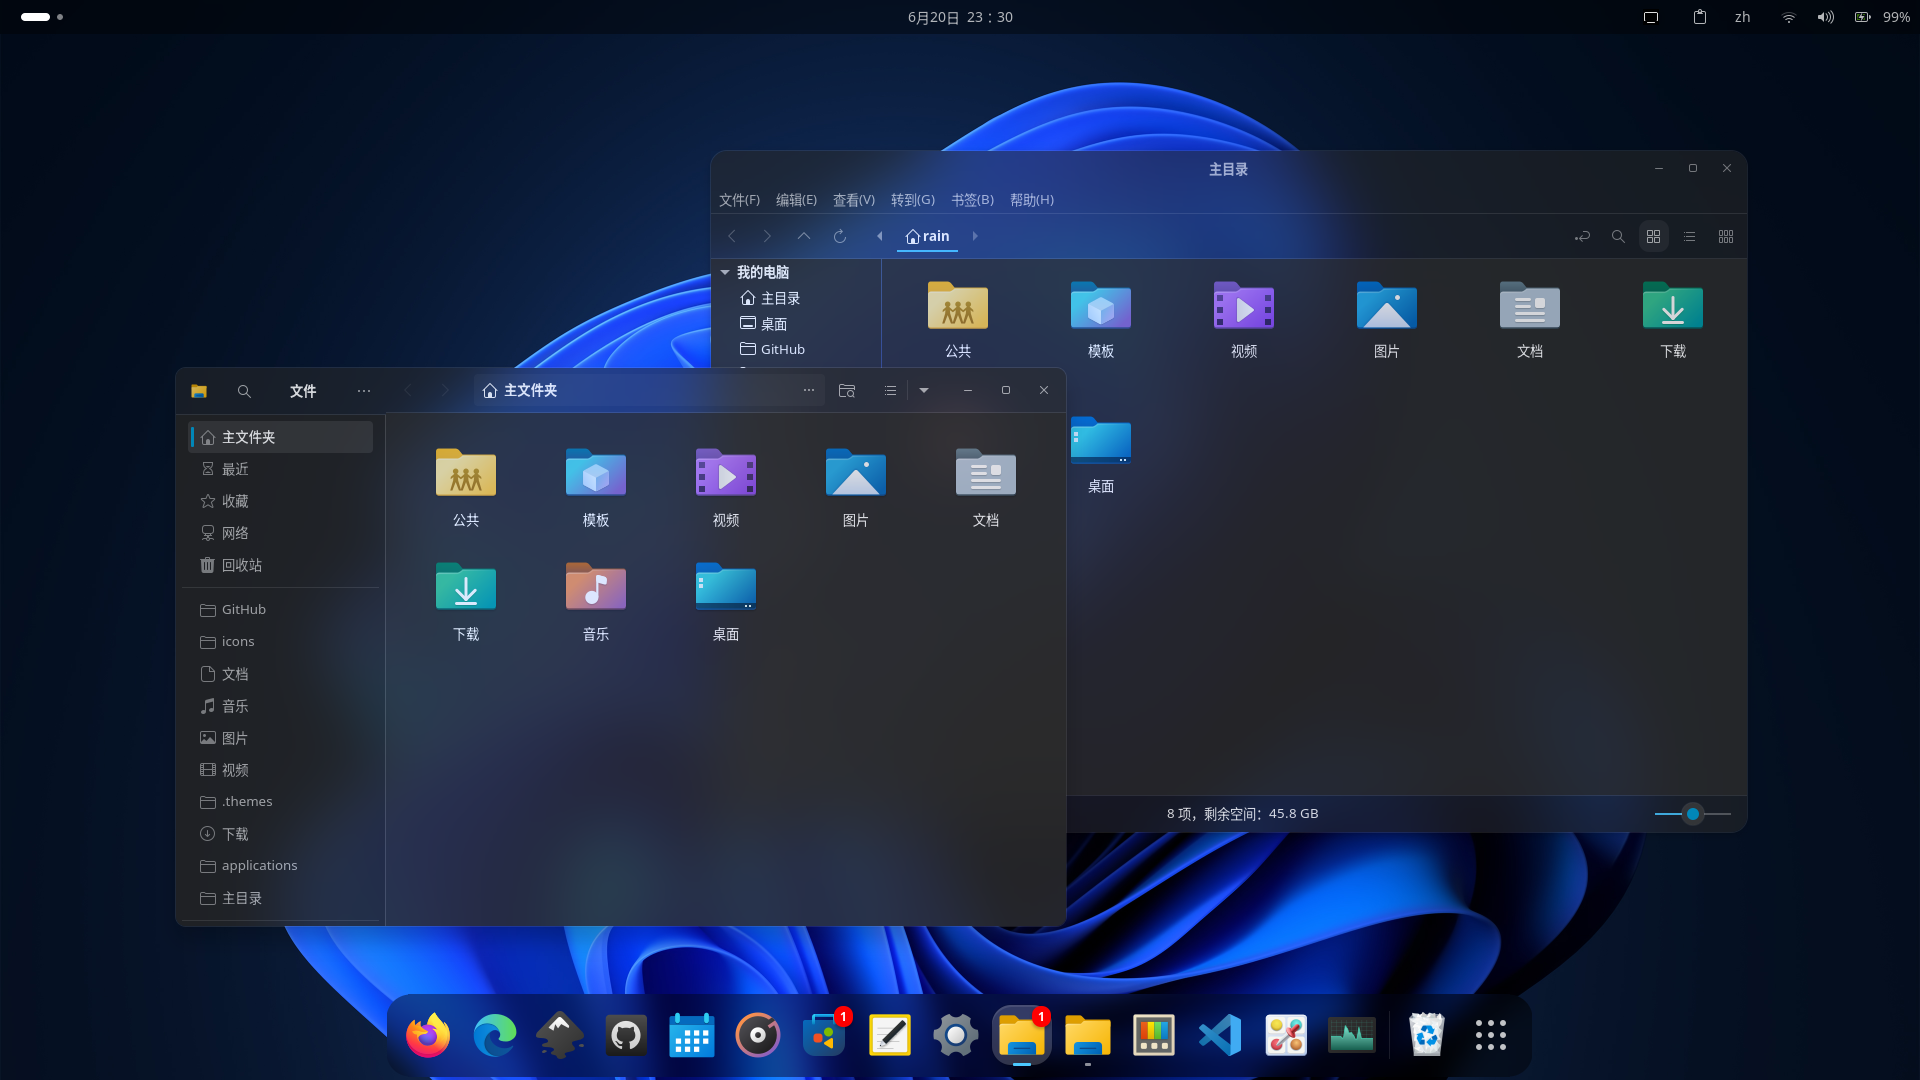 6月20日 23：30
zh
99%
主目录
文件(F) 编辑(E) 查看(V) 转到(G) 书签(B) 帮助(H)
rain
我的电脑
主目录
桌面
GitHub
公共 模板 视频 图片 文档 下载
桌面
8 项，剩余空间：45.8 GB
文件
主文件夹
主文件夹
最近
收藏
网络
回收站
GitHub
icons
文档
音乐
图片
视频
.themes
下载
applications
主目录
公共 模板 视频 图片 文档
下载 音乐 桌面
1
1